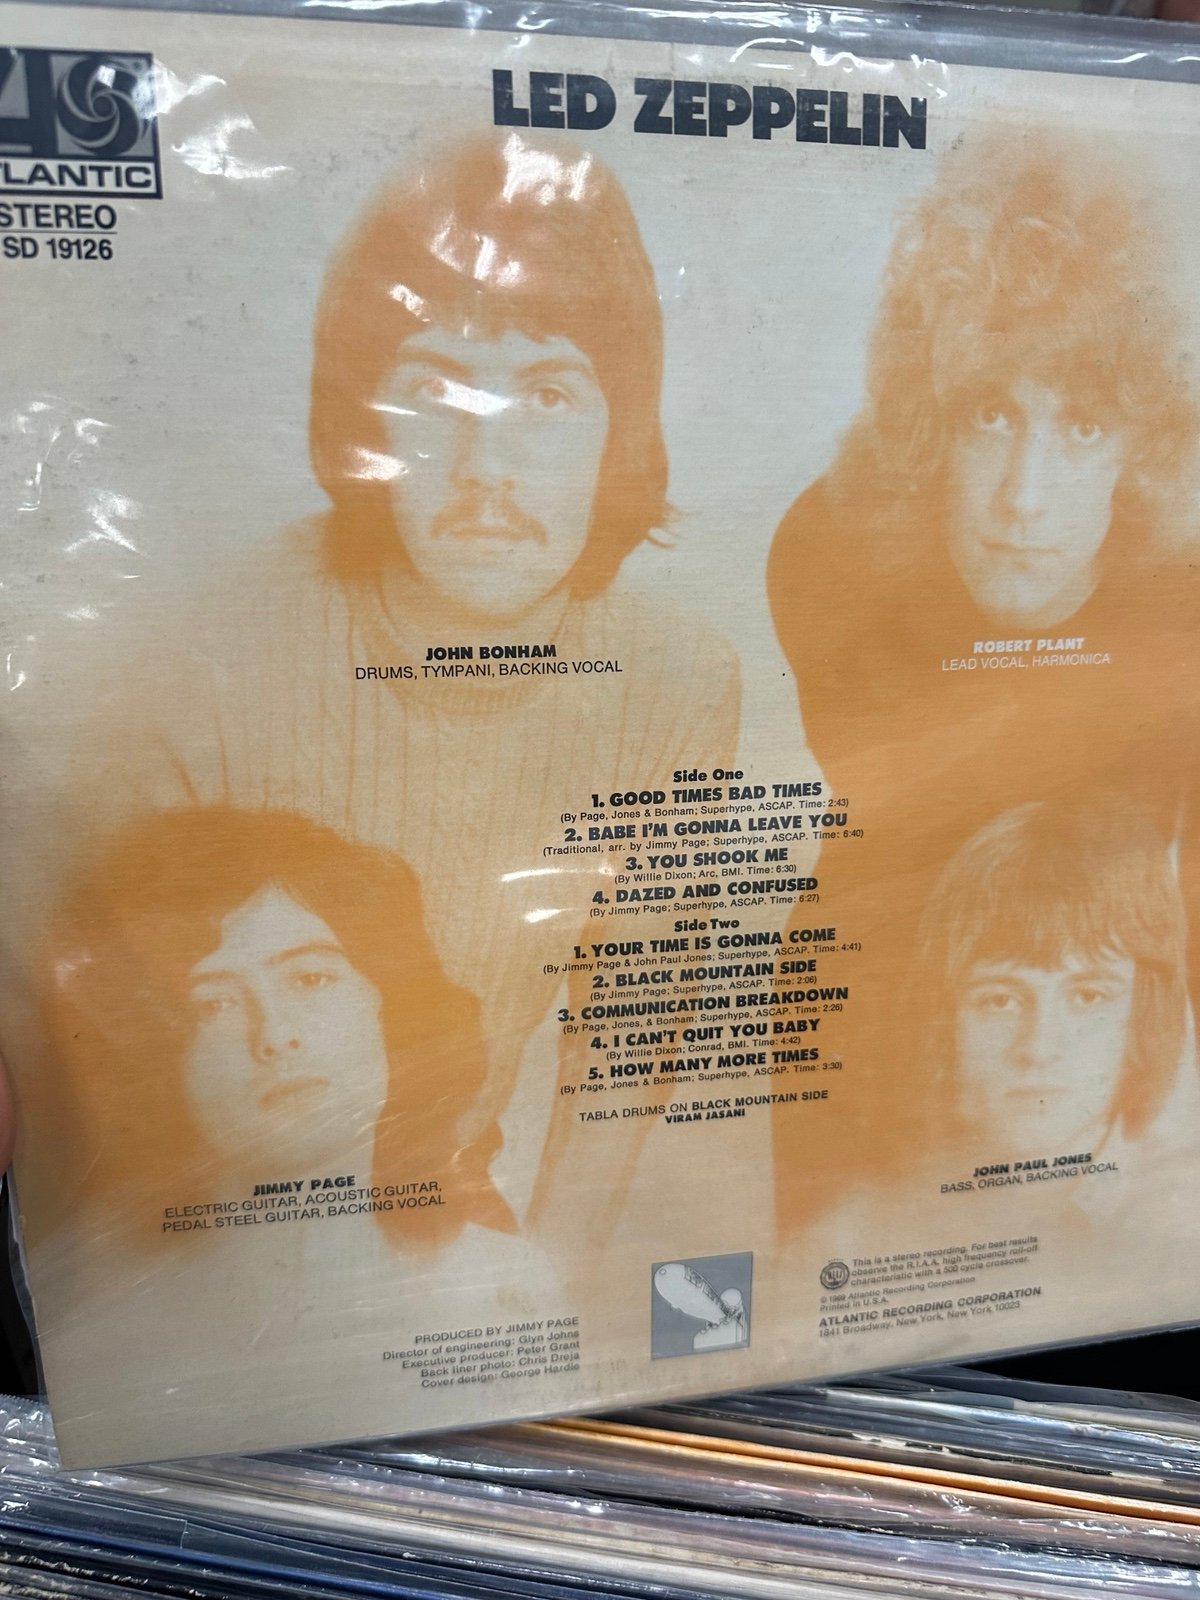 ATLANTIC
STEREO
SD 19126
LED ZEPPELIN
JOHN BONHAM
DRUMS, TYMPANI, BACKING VOCAL
ROBERT PLANT
LEAD VOCAL, HARMONICA
Side One
1. GOOD TIMES BAD TIMES
(By Page, Jones & Bonham; Superhype, ASCAP. Time: 2:43)
2. BABE I'M GONNA LEAVE YOU
(Traditional, arr. by Jimmy Page; Superhype, ASCAP. Time: 6:40)
3. YOU SHOOK ME
(By Willie Dixon; Arc, BMI. Time: 6:30)
4. DAZED AND CONFUSED
(By Jimmy Page; Superhype, ASCAP. Time: 6:27)
Side Two
1. YOUR TIME IS GONNA COME
(By Jimmy Page & John Paul Jones; Superhype, ASCAP. Time: 4:41)
2. BLACK MOUNTAIN SIDE
(By Jimmy Page; Superhype, ASCAP. Time: 2:06)
3. COMMUNICATION BREAKDOWN
(By Page, Jones, & Bonham; Superhype, ASCAP. Time: 2:26)
4. I CAN'T QUIT YOU BABY
(By Willie Dixon; Conrad, BMI. Time: 4:42)
5. HOW MANY MORE TIMES
(By Page, Jones & Bonham; Superhype, ASCAP. Time: 3:30)
TABLA DRUMS ON BLACK MOUNTAIN SIDE
VIRAM JASANI
JIMMY PAGE
ELECTRIC GUITAR, ACOUSTIC GUITAR,
PEDAL STEEL GUITAR, BACKING VOCAL
JOHN PAUL JONES
BASS, ORGAN, BACKING VOCAL
PRODUCED BY JIMMY PAGE
Director of engineering: Glyn Johns
Executive producer: Peter Grant
Back liner photo: Chris Dreja
Cover design: George Hardie
This is a stereo recording. For best results
observe the R.I.A.A. high frequency roll-off
characteristic with a 500 cycle crossover.
© 1969 Atlantic Recording Corporation
Printed in U.S.A.
ATLANTIC RECORDING CORPORATION
1841 Broadway, New York, New York 10023